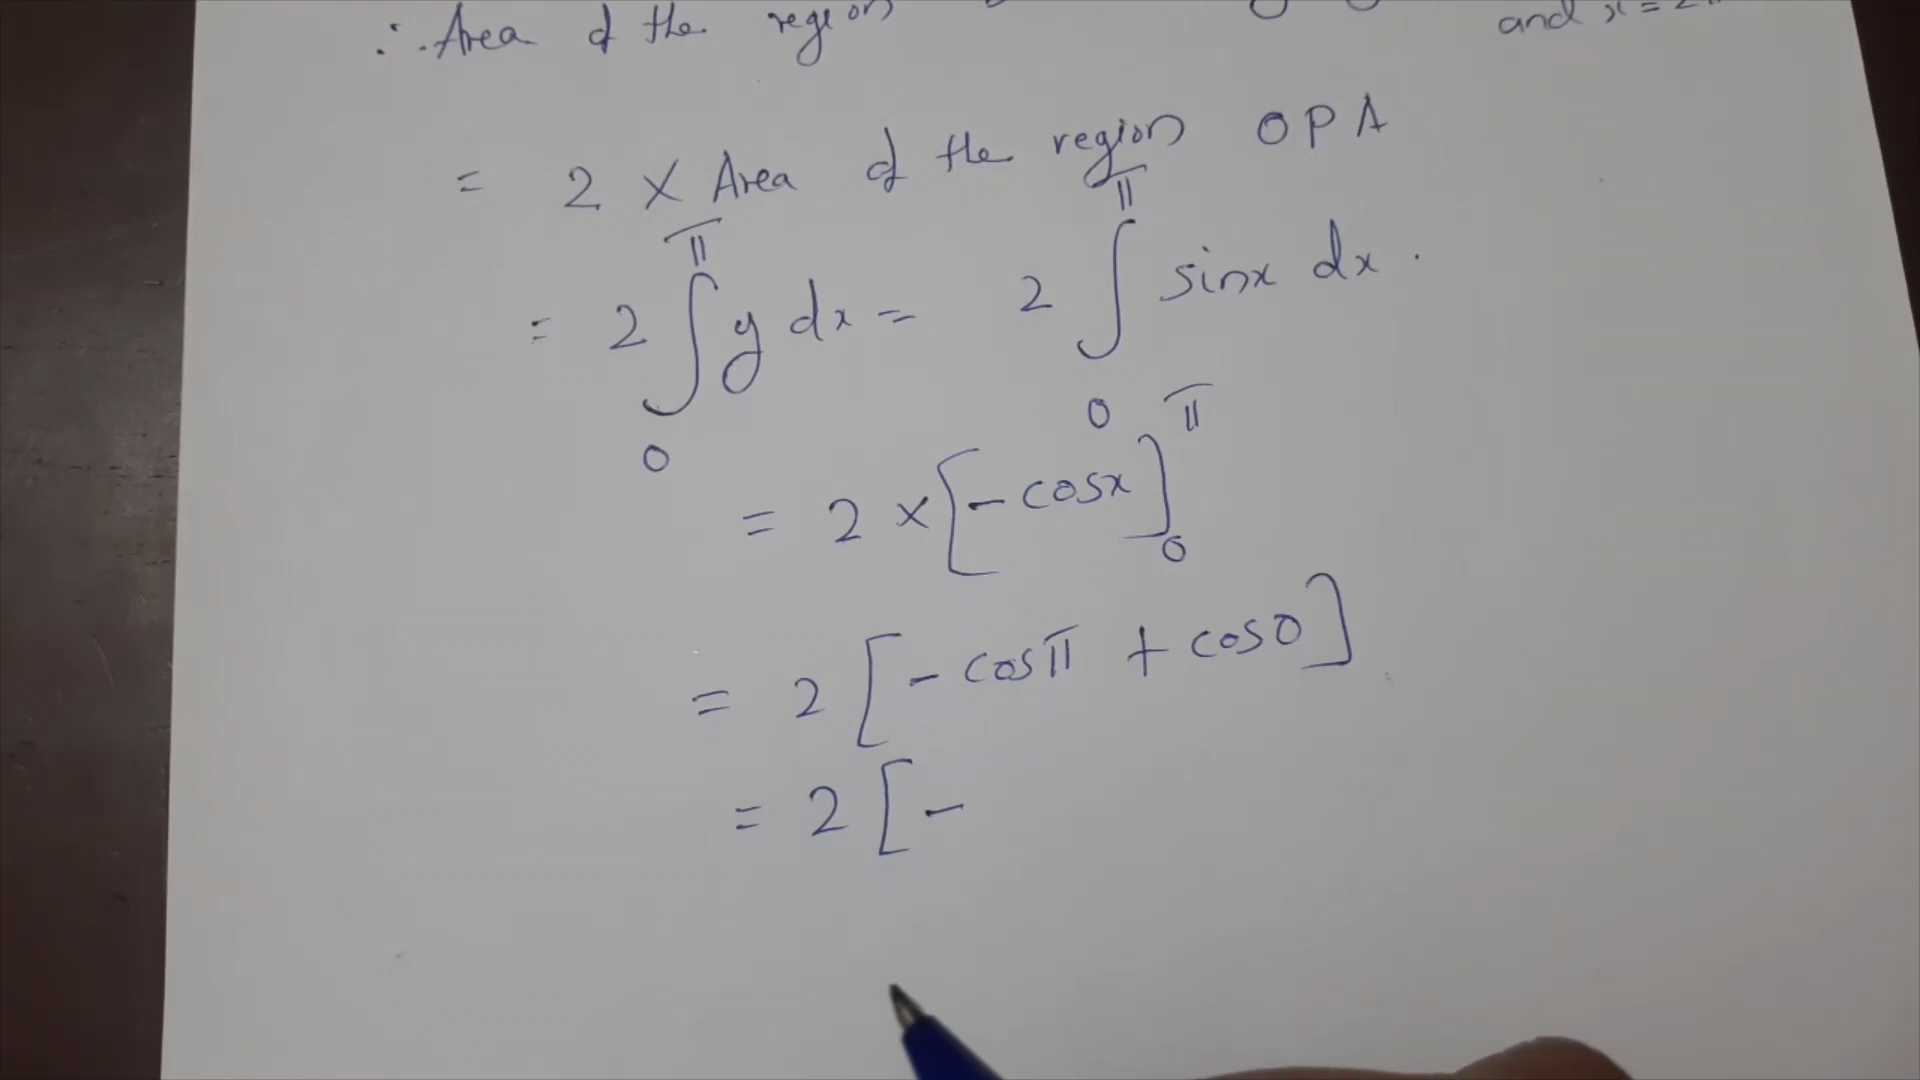 ∴ Area of the region and x = 2π
= 2 × Area of the region OPA
= 2 ∫₀^π y dx = 2 ∫₀^π sinx dx .
= 2 × [- cosx]₀^π
= 2 [- cosπ + cos0]
= 2 [-